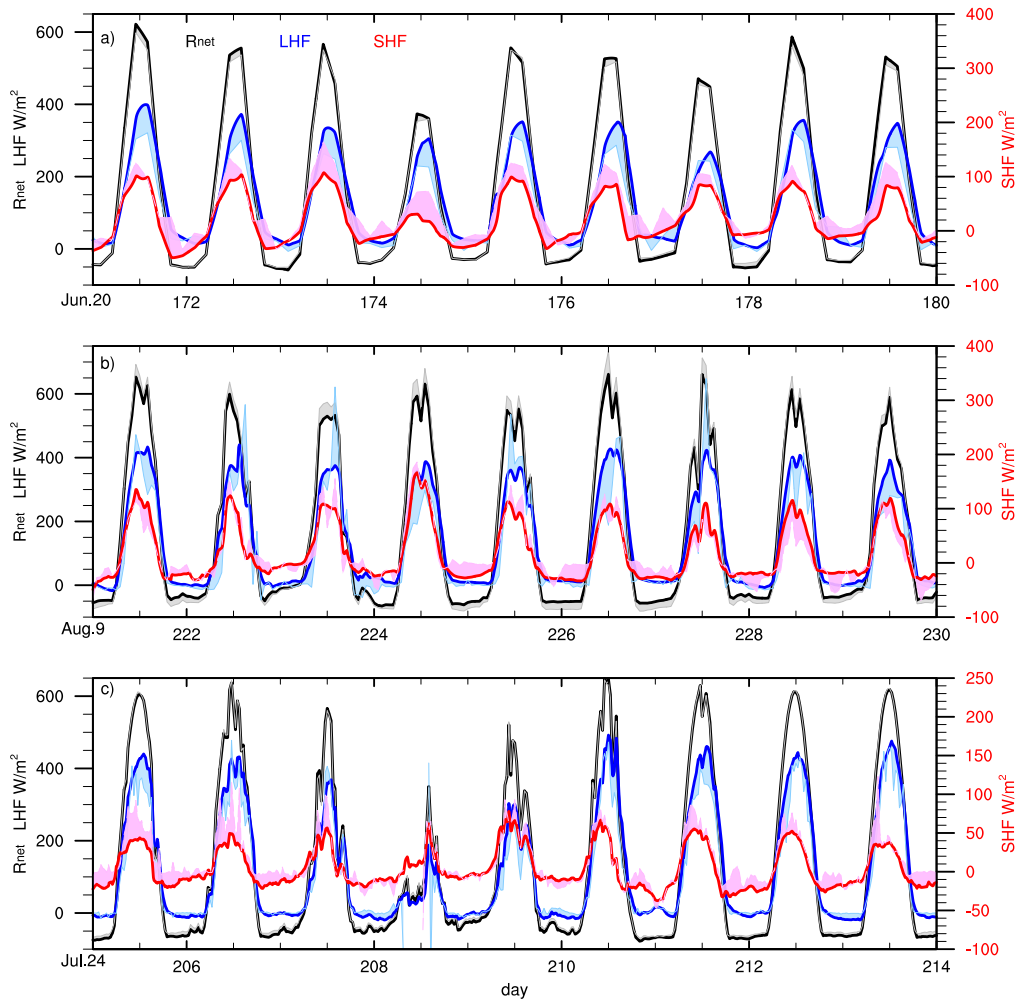 a) Rnet LHF SHF
600
400
200
0
Rnet LHF W/m²
400
300
200
100
0
-100
SHF W/m²
Jun.20 172 174 176 178 180
b)
600
400
200
0
Rnet LHF W/m²
400
300
200
100
0
-100
SHF W/m²
Aug.9 222 224 226 228 230
c)
600
400
200
0
Rnet LHF W/m²
250
200
150
100
50
0
-50
-100
SHF W/m²
Jul.24 206 208 210 212 214
day